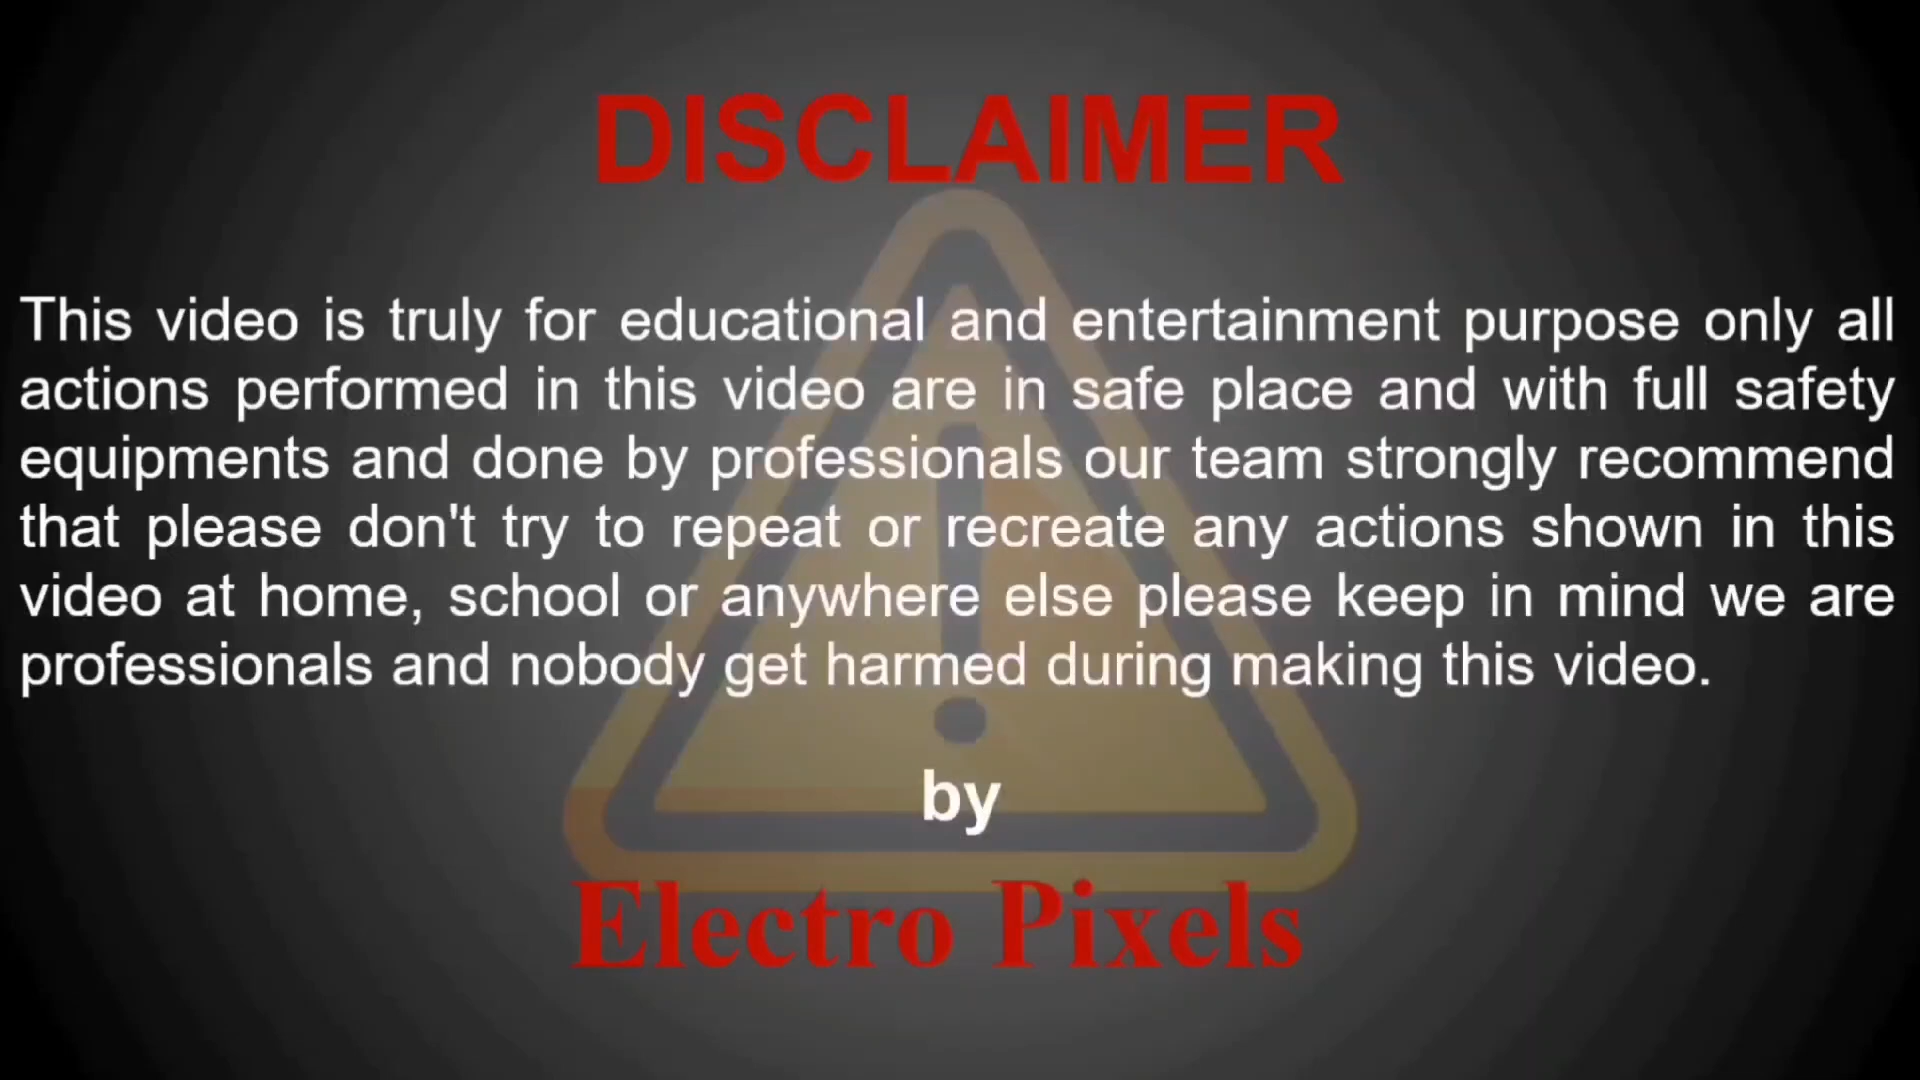 DISCLAIMER
This video is truly for educational and entertainment purpose only all
actions performed in this video are in safe place and with full safety
equipments and done by professionals our team strongly recommend
that please don't try to repeat or recreate any actions shown in this
video at home, school or anywhere else please keep in mind we are
professionals and nobody get harmed during making this video.
by
Electro Pixels